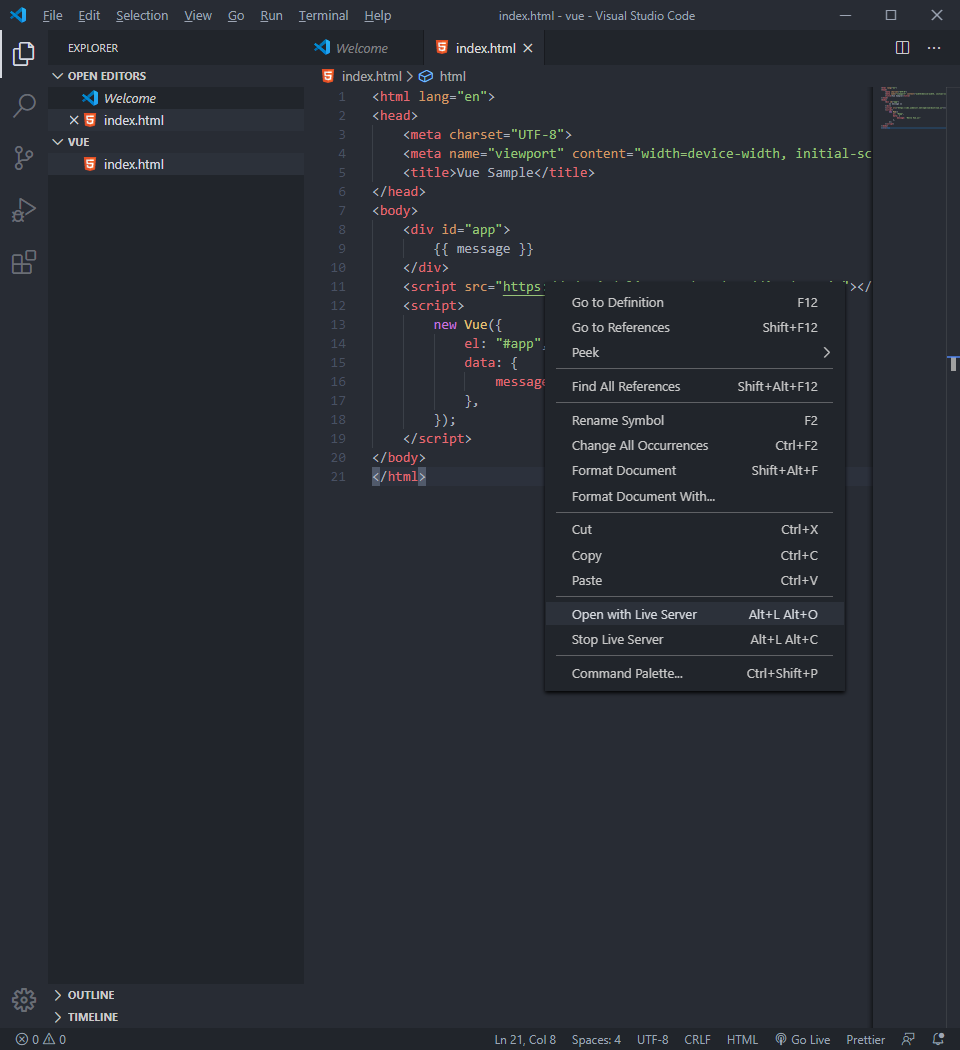 File Edit Selection View Go Run Terminal Help index.html - vue - Visual Studio Code
EXPLORER
OPEN EDITORS
Welcome
index.html
VUE
index.html
OUTLINE
TIMELINE
Welcome index.html
index.html > html
1 <html lang="en">
2 <head>
3 <meta charset="UTF-8">
4 <meta name="viewport" content="width=device-width, initial-sc
5 <title>Vue Sample</title>
6 </head>
7 <body>
8 <div id="app">
9 {{ message }}
10 </div>
11 <script src="https "></
12 <script>
13 new Vue({
14 el: "#app",
15 data: {
16 message
17 },
18 });
19 </script>
20 </body>
21 </html>
Go to Definition F12
Go to References Shift+F12
Peek
Find All References Shift+Alt+F12
Rename Symbol F2
Change All Occurrences Ctrl+F2
Format Document Shift+Alt+F
Format Document With...
Cut Ctrl+X
Copy Ctrl+C
Paste Ctrl+V
Open with Live Server Alt+L Alt+O
Stop Live Server Alt+L Alt+C
Command Palette... Ctrl+Shift+P
0 0 Ln 21, Col 8 Spaces: 4 UTF-8 CRLF HTML Go Live Prettier